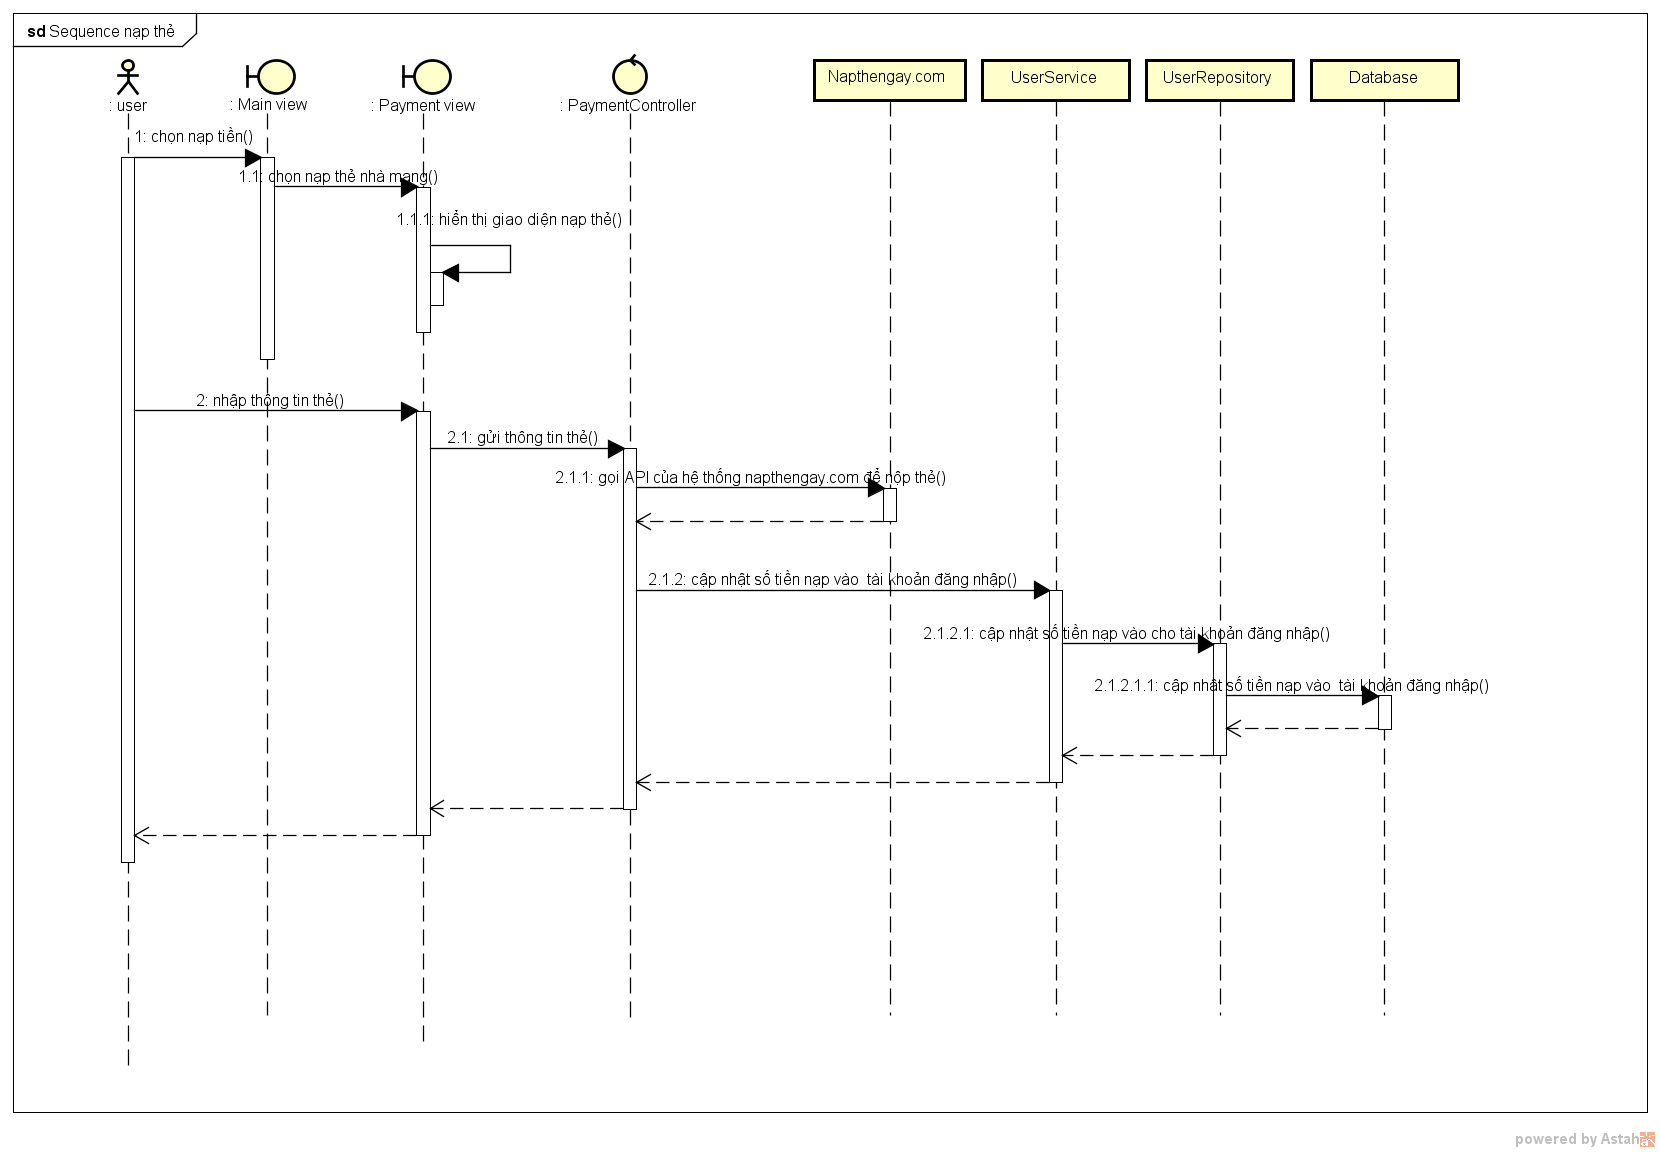 sd Sequence nạp thẻ
: user
: Main view
: Payment view
: PaymentController
Napthengay.com
UserService
UserRepository
Database
1: chọn nạp tiền()
1.1: chọn nạp thẻ nhà mạng()
1.1.1: hiển thị giao diện nạp thẻ()
2: nhập thông tin thẻ()
2.1: gửi thông tin thẻ()
2.1.1: gọi API của hệ thống napthengay.com để nộp thẻ()
2.1.2: cập nhật số tiền nạp vào  tài khoản đăng nhập()
2.1.2.1: cập nhật số tiền nạp vào cho tài khoản đăng nhập()
2.1.2.1.1: cập nhật số tiền nạp vào  tài khoản đăng nhập()
powered by Astah